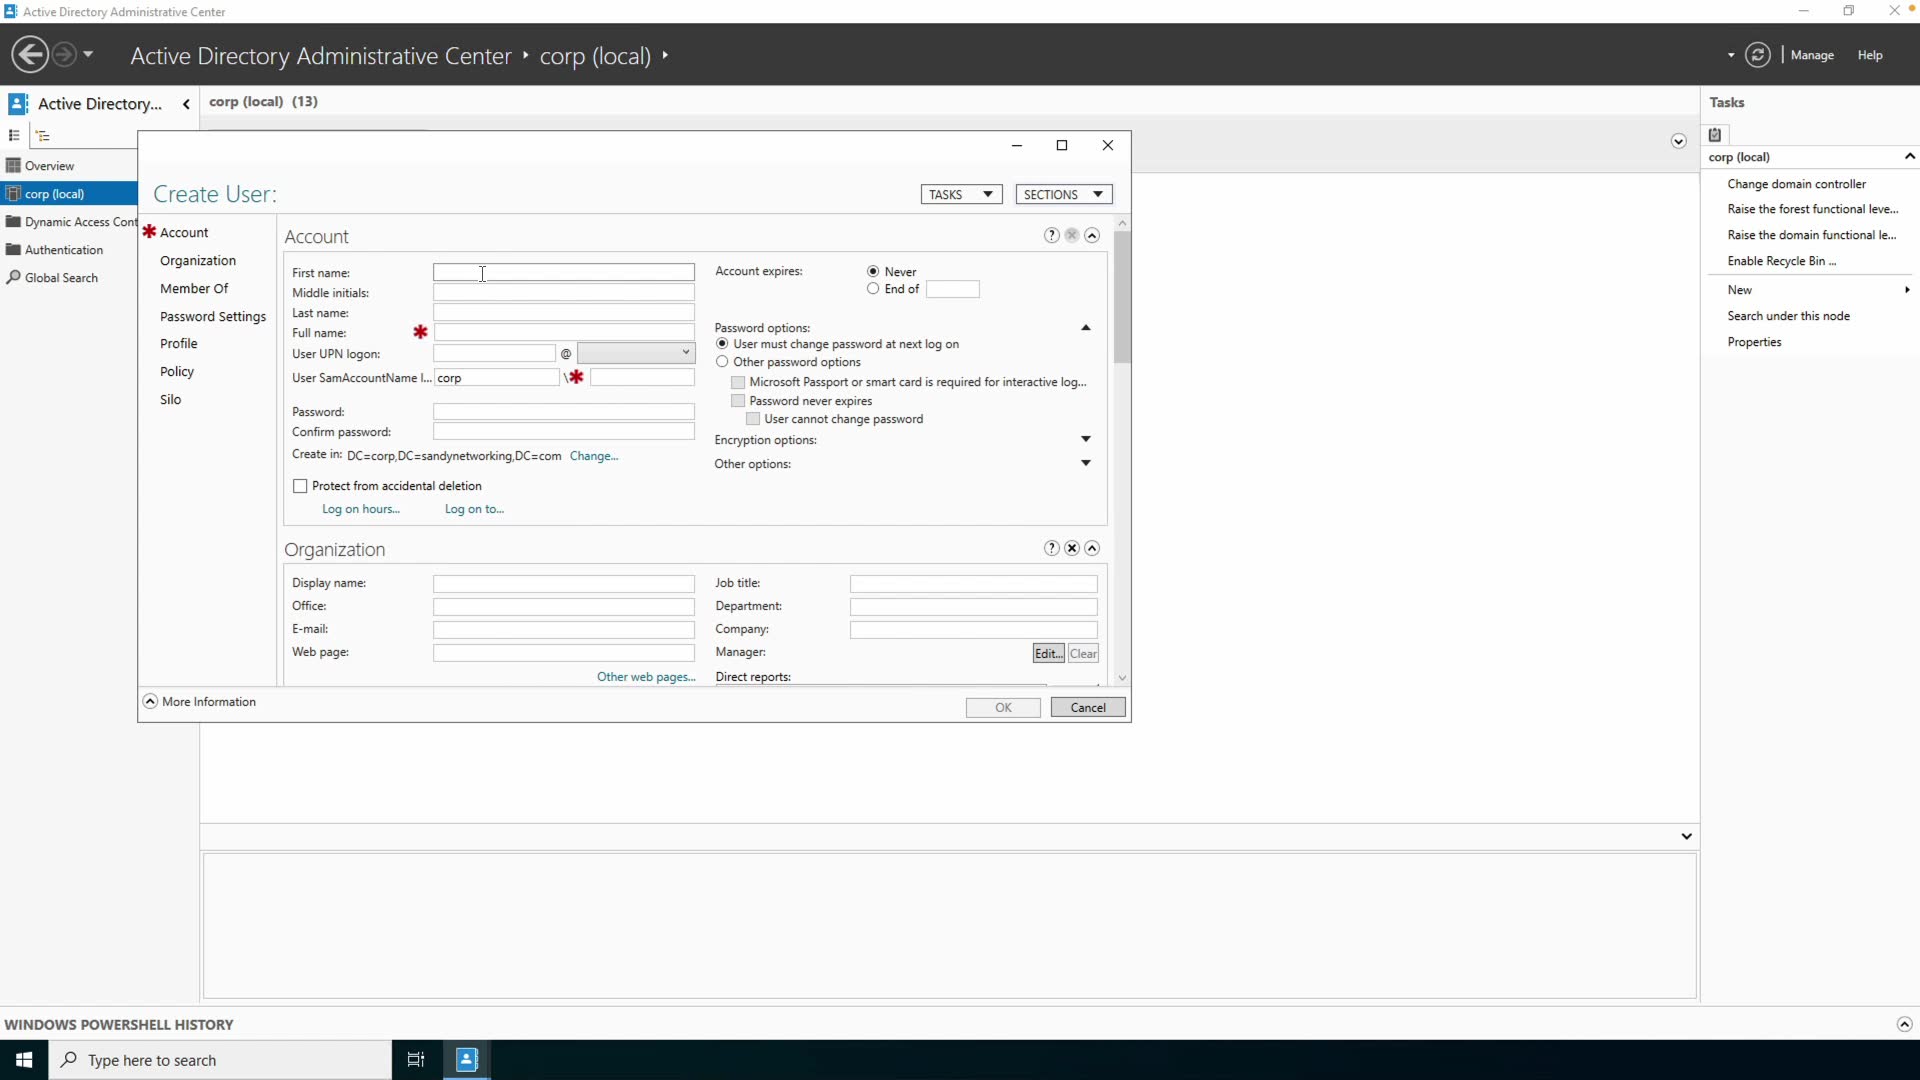 Active Directory Administrative Center
Active Directory Administrative Center ‣ corp (local) ‣
Manage
Help
Active Directory...
corp (local) (13)
Tasks
Overview
corp (local)
Dynamic Access Cont
Authentication
Global Search
corp (local)
Change domain controller
Raise the forest functional leve...
Raise the domain functional le...
Enable Recycle Bin ...
New
Search under this node
Properties
Create User:
TASKS
SECTIONS
Account
Organization
Member Of
Password Settings
Profile
Policy
Silo
Account
First name:
Middle initials:
Last name:
Full name:
User UPN logon: @
User SamAccountName l... corp \
Password:
Confirm password:
Create in: DC=corp,DC=sandynetworking,DC=com Change...
Protect from accidental deletion
Log on hours... Log on to...
Account expires: Never
End of
Password options:
User must change password at next log on
Other password options
Microsoft Passport or smart card is required for interactive log...
Password never expires
User cannot change password
Encryption options:
Other options:
Organization
Display name:
Office:
E-mail:
Web page:
Other web pages...
Job title:
Department:
Company:
Manager: Edit... Clear
Direct reports:
More Information
OK
Cancel
WINDOWS POWERSHELL HISTORY
Type here to search